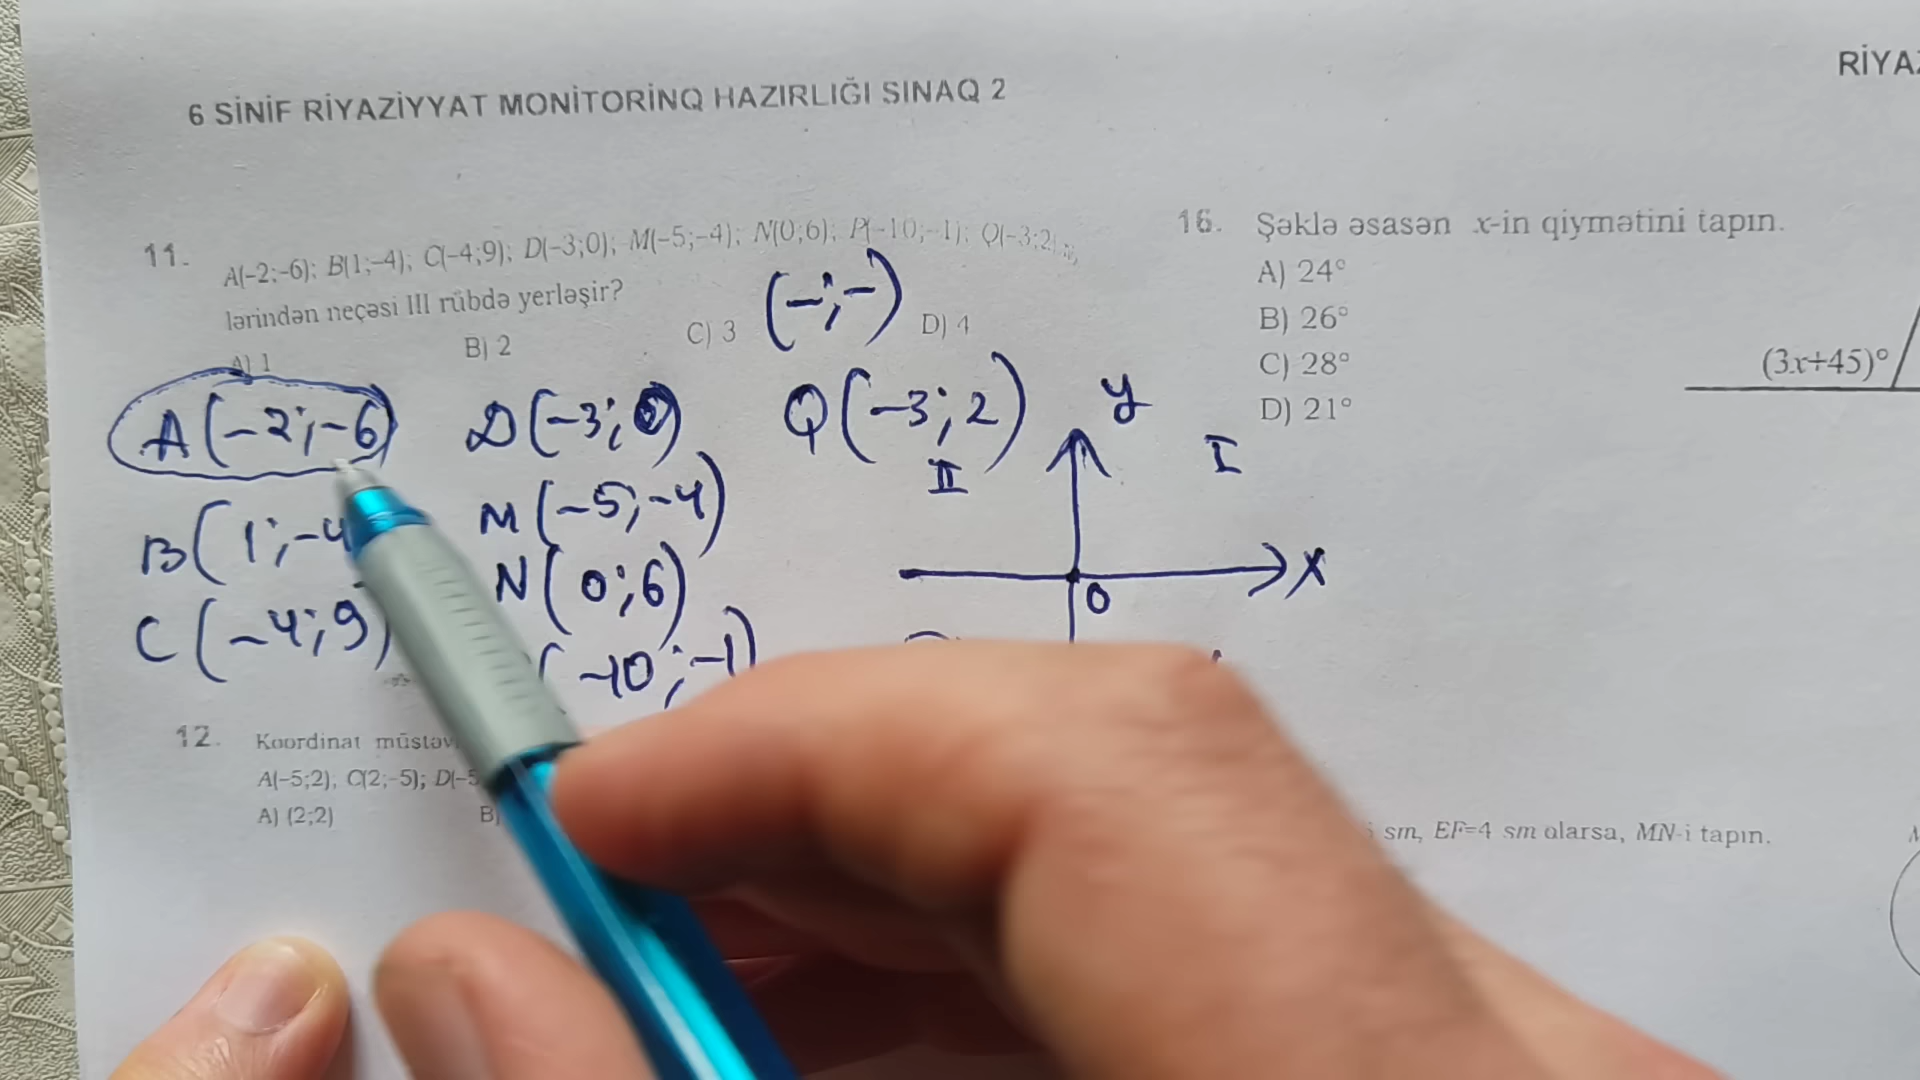 RİYAZ
6 SİNİF RİYAZİYYAT MONİTORİNQ HAZIRLIĞI SINAQ 2
11. A(−2;−6); B(1;−4); C(−4;9); D(−3;0); M(−5;−4); N(0;6); P(−10;−1); Q(−3;2)
lərindən neçəsi III rübdə yerləşir?
A) 1 B) 2 C) 3 D) 4
(−;−)
A(−2;−6)
B(1;−4
C(−4;9)
D(−3;0)
M(−5;−4)
N(0;6)
(−10;−1)
Q(−3;2)
II
y
I
x
0
12. Koordinat
A(−5;2), C(2;−5); D(−5
A) (2;2) B)
16. Şəklə əsasən x-in qiymətini tapın.
A) 24°
B) 26°
C) 28°
D) 21°
(3x+45)°
sm, EF=4 sm olarsa, MN-i tapın.